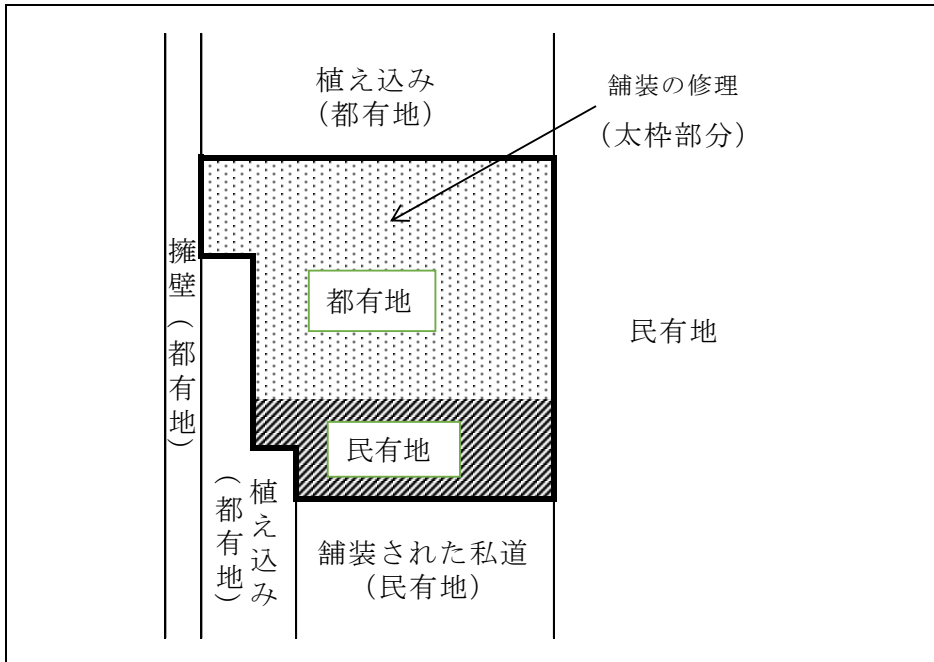 植え込み
（都有地）
舗装の修理
（太枠部分）
擁壁（都有地）
都有地
民有地
民有地
植え込み
（都有地）
舗装された私道
（民有地）